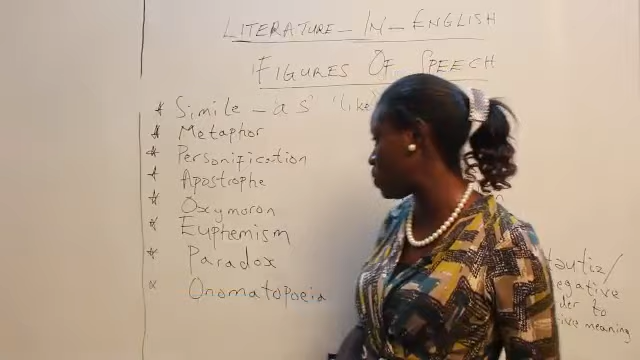 LITERATURE-IN-ENGLISH
FIGURES OF SPEECH
* Simile - as 'like
* Metaphor
* Personification
* Apostrophe
* Oxymoron
* Euphemism
* Paradox
* Onomatopoeia
egative
to
meaning